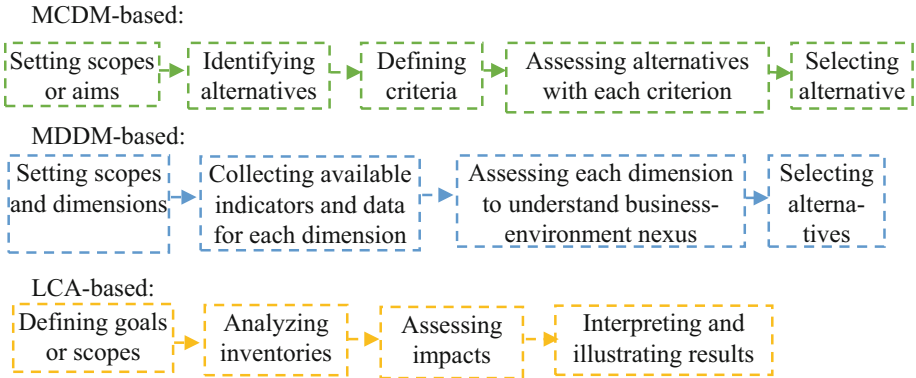 MCDM-based:
Setting scopes
or aims
Identifying
alternatives
Defining
criteria
Assessing alternatives
with each criterion
Selecting
alternative
MDDM-based:
Setting scopes
and dimensions
Collecting available
indicators and data
for each dimension
Assessing each dimension
to understand business-
environment nexus
Selecting
alterna-
tives
LCA-based:
Defining goals
or scopes
Analyzing
inventories
Assessing
impacts
Interpreting and
illustrating results